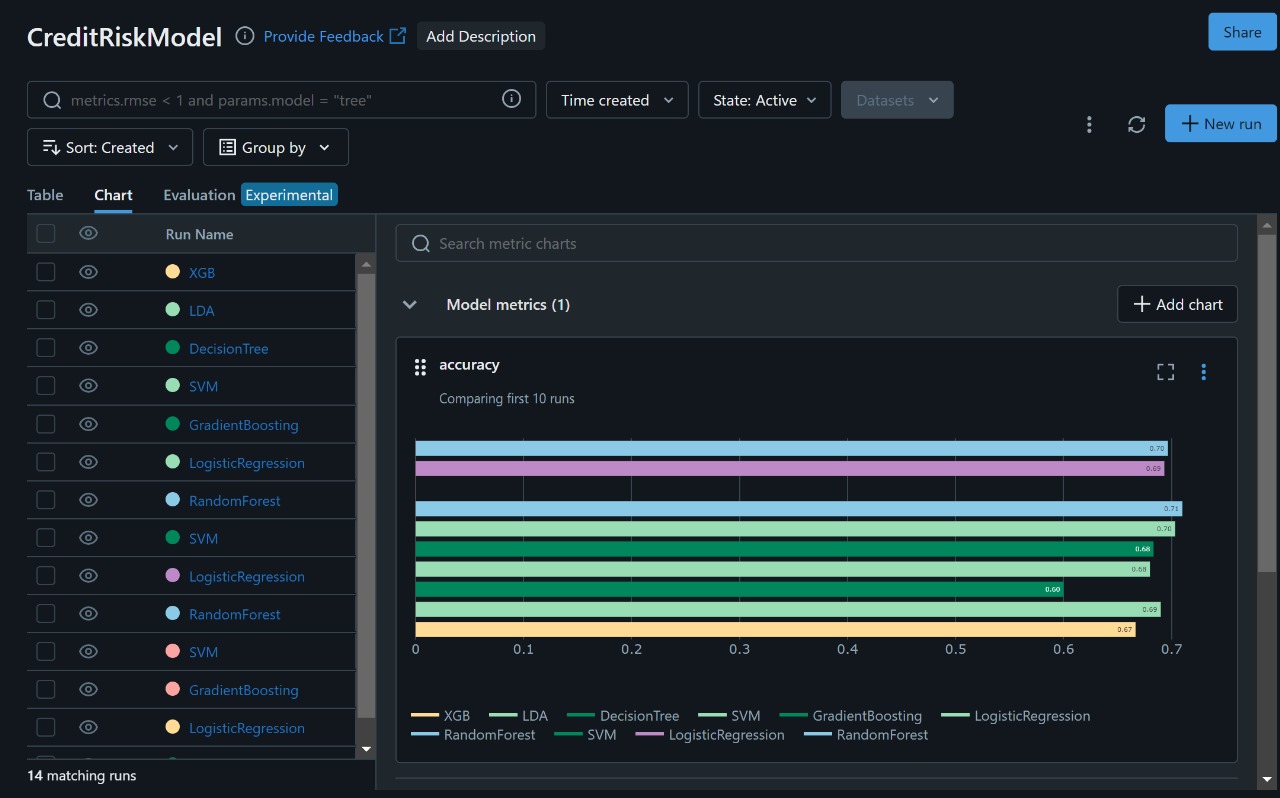 CreditRiskModel Provide Feedback Add Description Share
metrics.rmse < 1 and params.model = "tree" Time created State: Active Datasets
New run
Sort: Created Group by
Table Chart Evaluation Experimental
Run Name
XGB
LDA
DecisionTree
SVM
GradientBoosting
LogisticRegression
RandomForest
SVM
LogisticRegression
RandomForest
SVM
GradientBoosting
LogisticRegression
14 matching runs
Search metric charts
Model metrics (1) Add chart
accuracy
Comparing first 10 runs
0.70
0.69
0.71
0.70
0.68
0.68
0.60
0.69
0.67
0 0.1 0.2 0.3 0.4 0.5 0.6 0.7
XGB LDA DecisionTree SVM GradientBoosting LogisticRegression
RandomForest SVM LogisticRegression RandomForest